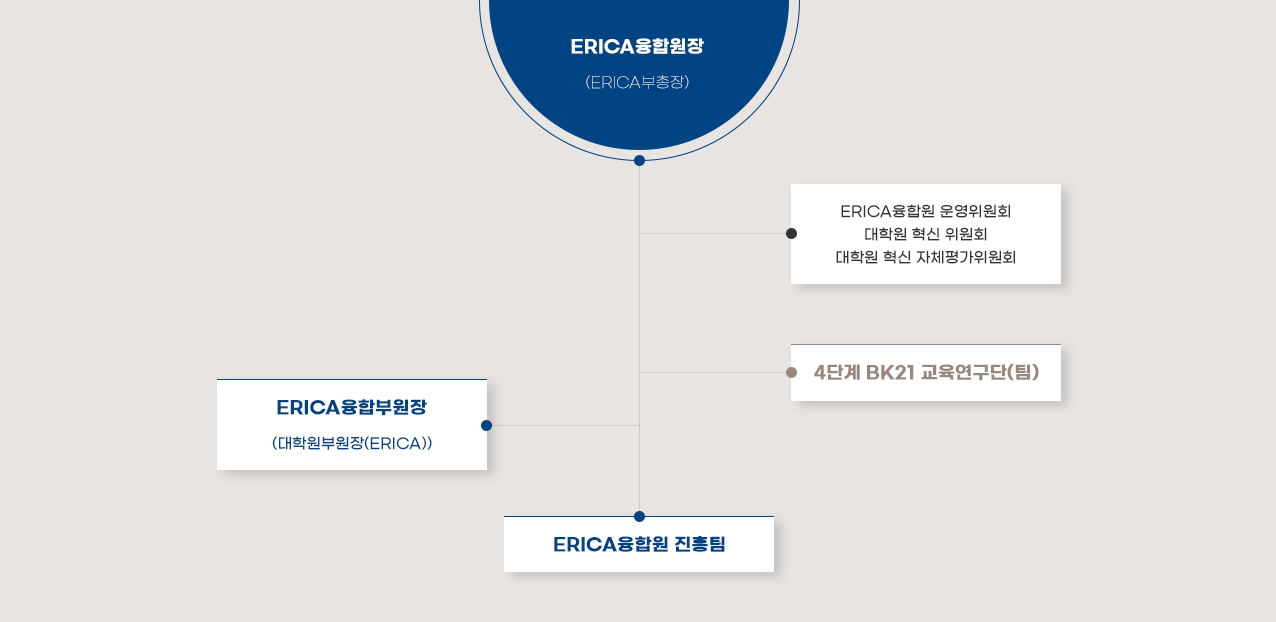 ERICA융합원장
(ERICA부총장)
ERICA융합원 운영위원회
대학원 혁신 위원회
대학원 혁신 자체평가위원회
4단계 BK21 교육연구단(팀)
ERICA융합부원장
(대학원부원장(ERICA))
ERICA융합원 진흥팀